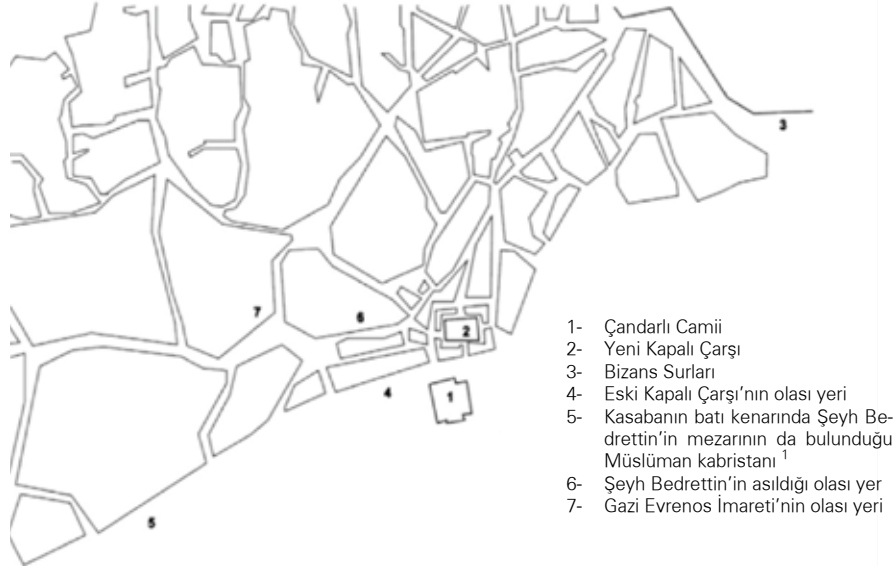 3
7
6
2
4
1
5
1- Çandarlı Camii
2- Yeni Kapalı Çarşı
3- Bizans Surları
4- Eski Kapalı Çarşı’nın olası yeri
5- Kasabanın batı kenarında Şeyh Be-
drettin’in mezarının da bulunduğu
Müslüman kabristanı 1
6- Şeyh Bedrettin’in asıldığı olası yer
7- Gazi Evrenos İmareti’nin olası yeri